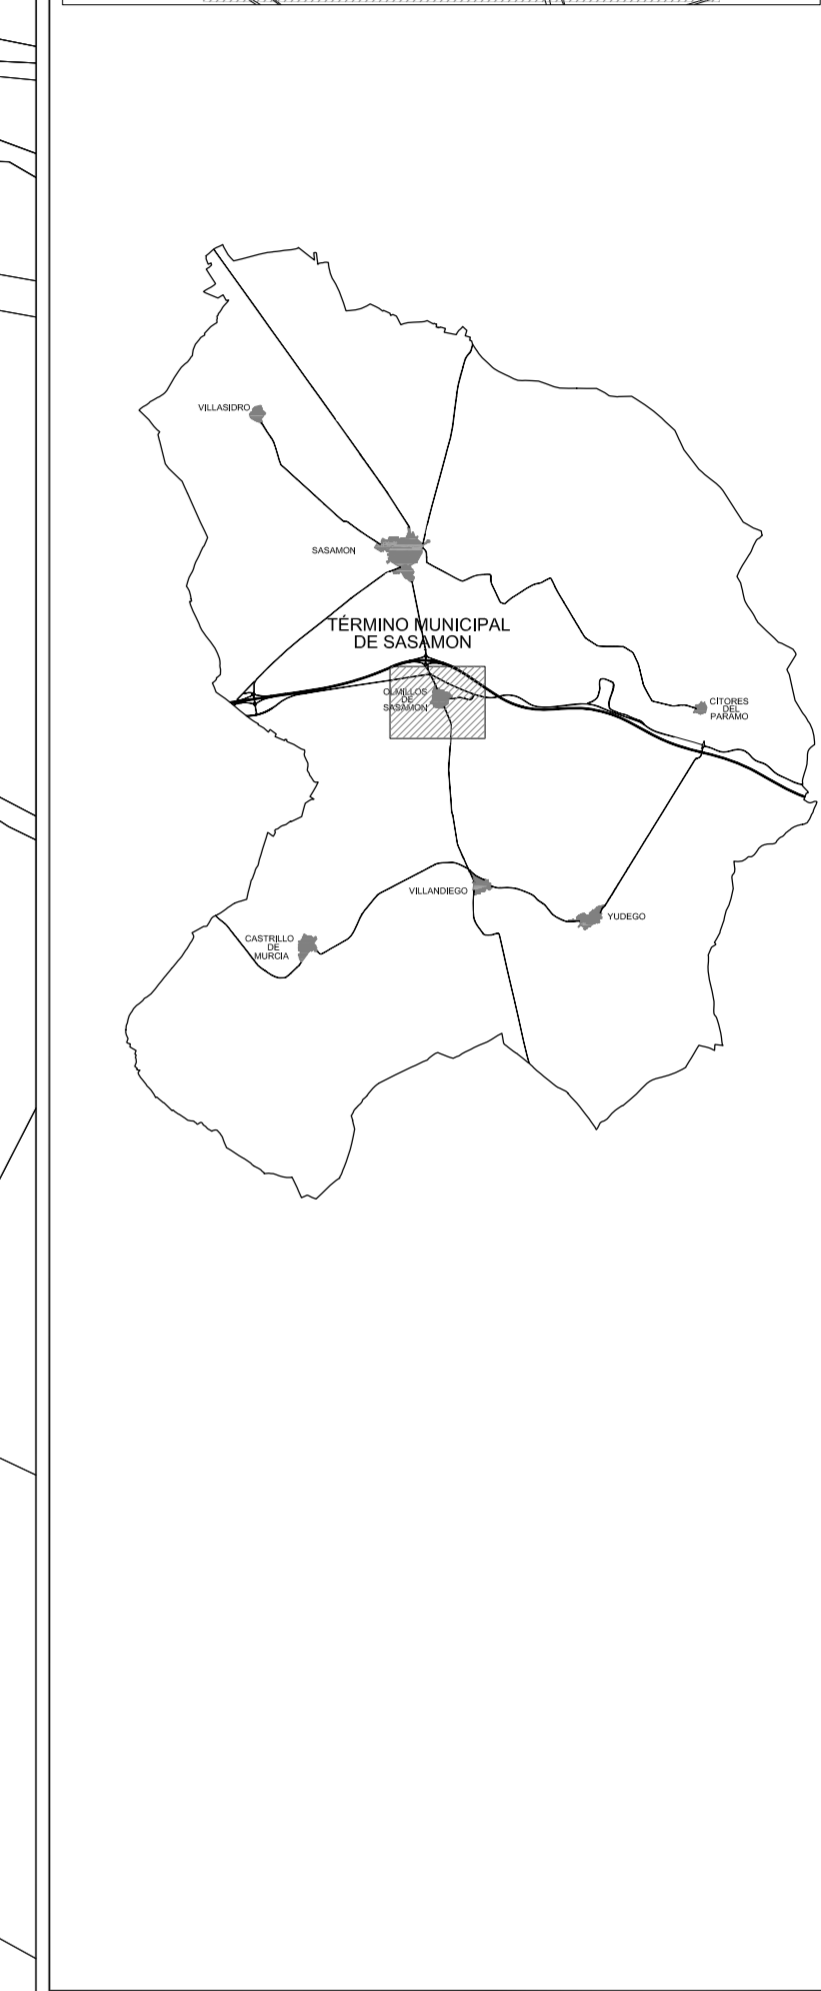 VILLASIDRO
SASAMON
TÉRMINO MUNICIPAL
DE SASAMON
OLMILLOS
DE
SASAMON
CITORES
DEL
PARAMO
VILLANDIEGO
YUDEGO
CASTRILLO
DE
MURCIA